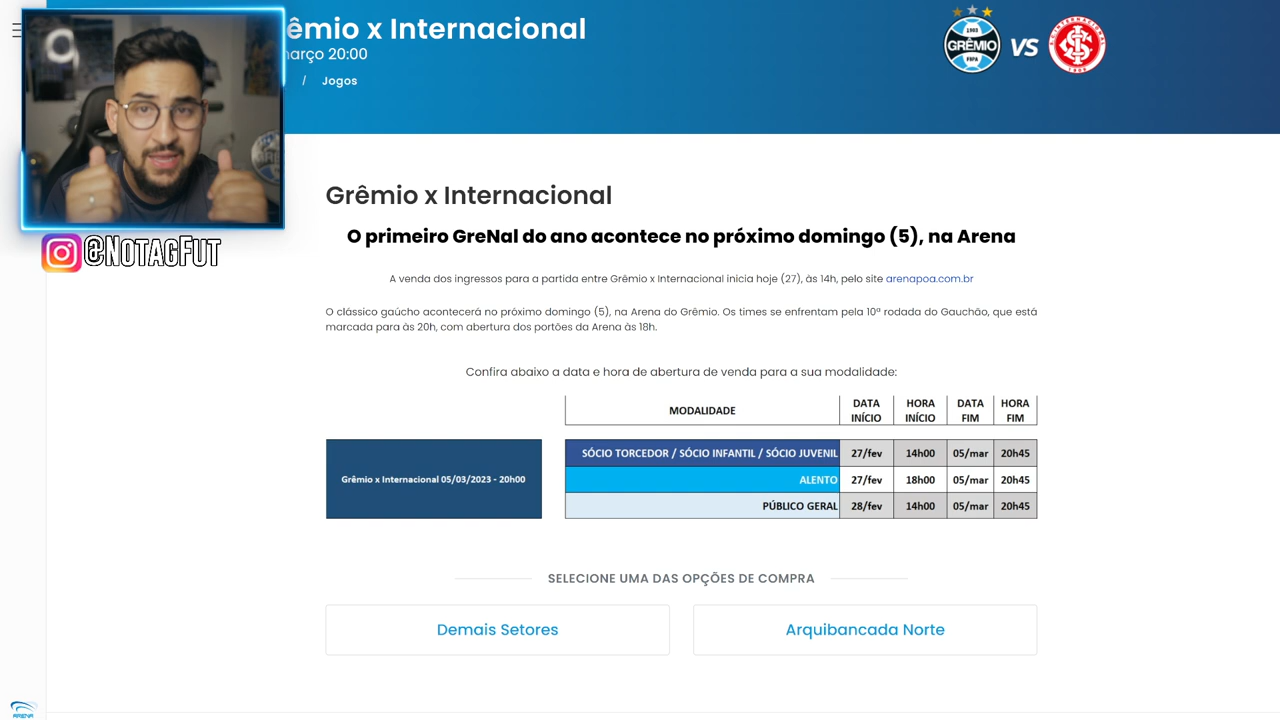 êmio x Internacional
arço 20:00
/ Jogos
1903
GRÊMIO
FBPA
VS
1909
@NOTAGFUT
Grêmio x Internacional
O primeiro GreNal do ano acontece no próximo domingo (5), na Arena
A venda dos ingressos para a partida entre Grêmio x Internacional inicia hoje (27), às 14h, pelo site arenapoa.com.br
O clássico gaúcho acontecerá no próximo domingo (5), na Arena do Grêmio. Os times se enfrentam pela 10ª rodada do Gauchão, que está
marcada para às 20h, com abertura dos portões da Arena às 18h.
Confira abaixo a data e hora de abertura de venda para a sua modalidade:
MODALIDADE DATA INÍCIO HORA INÍCIO DATA FIM HORA FIM
Grêmio x Internacional 05/03/2023 - 20h00
SÓCIO TORCEDOR / SÓCIO INFANTIL / SÓCIO JUVENIL 27/fev 14h00 05/mar 20h45
ALENTO 27/fev 18h00 05/mar 20h45
PÚBLICO GERAL 28/fev 14h00 05/mar 20h45
SELECIONE UMA DAS OPÇÕES DE COMPRA
Demais Setores
Arquibancada Norte
ARENA